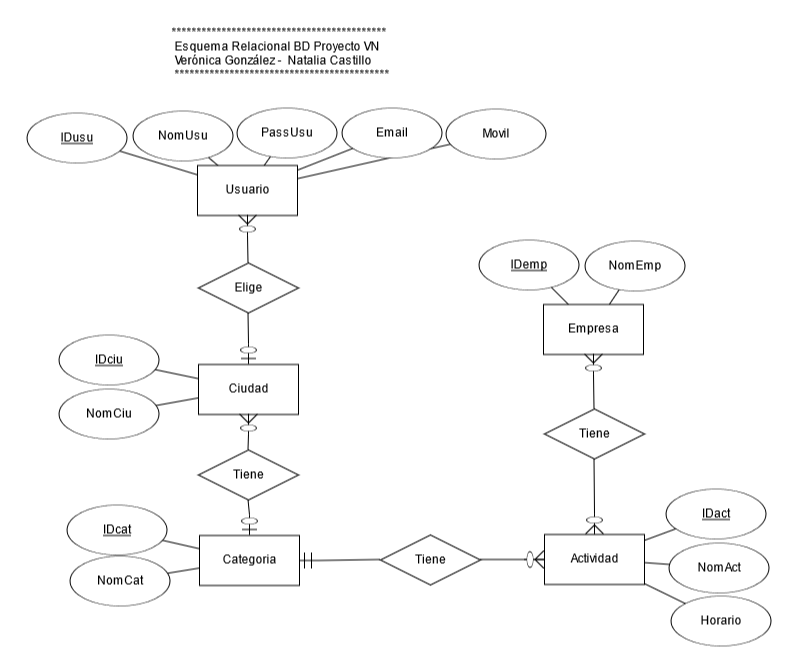 *******************************************
Esquema Relacional BD Proyecto VN
Verónica González - Natalia Castillo
*******************************************
IDusu
NomUsu
PassUsu
Email
Movil
Usuario
Elige
IDemp
NomEmp
Empresa
IDciu
NomCiu
Ciudad
Tiene
Tiene
IDcat
NomCat
Categoria
Tiene
Actividad
IDact
NomAct
Horario